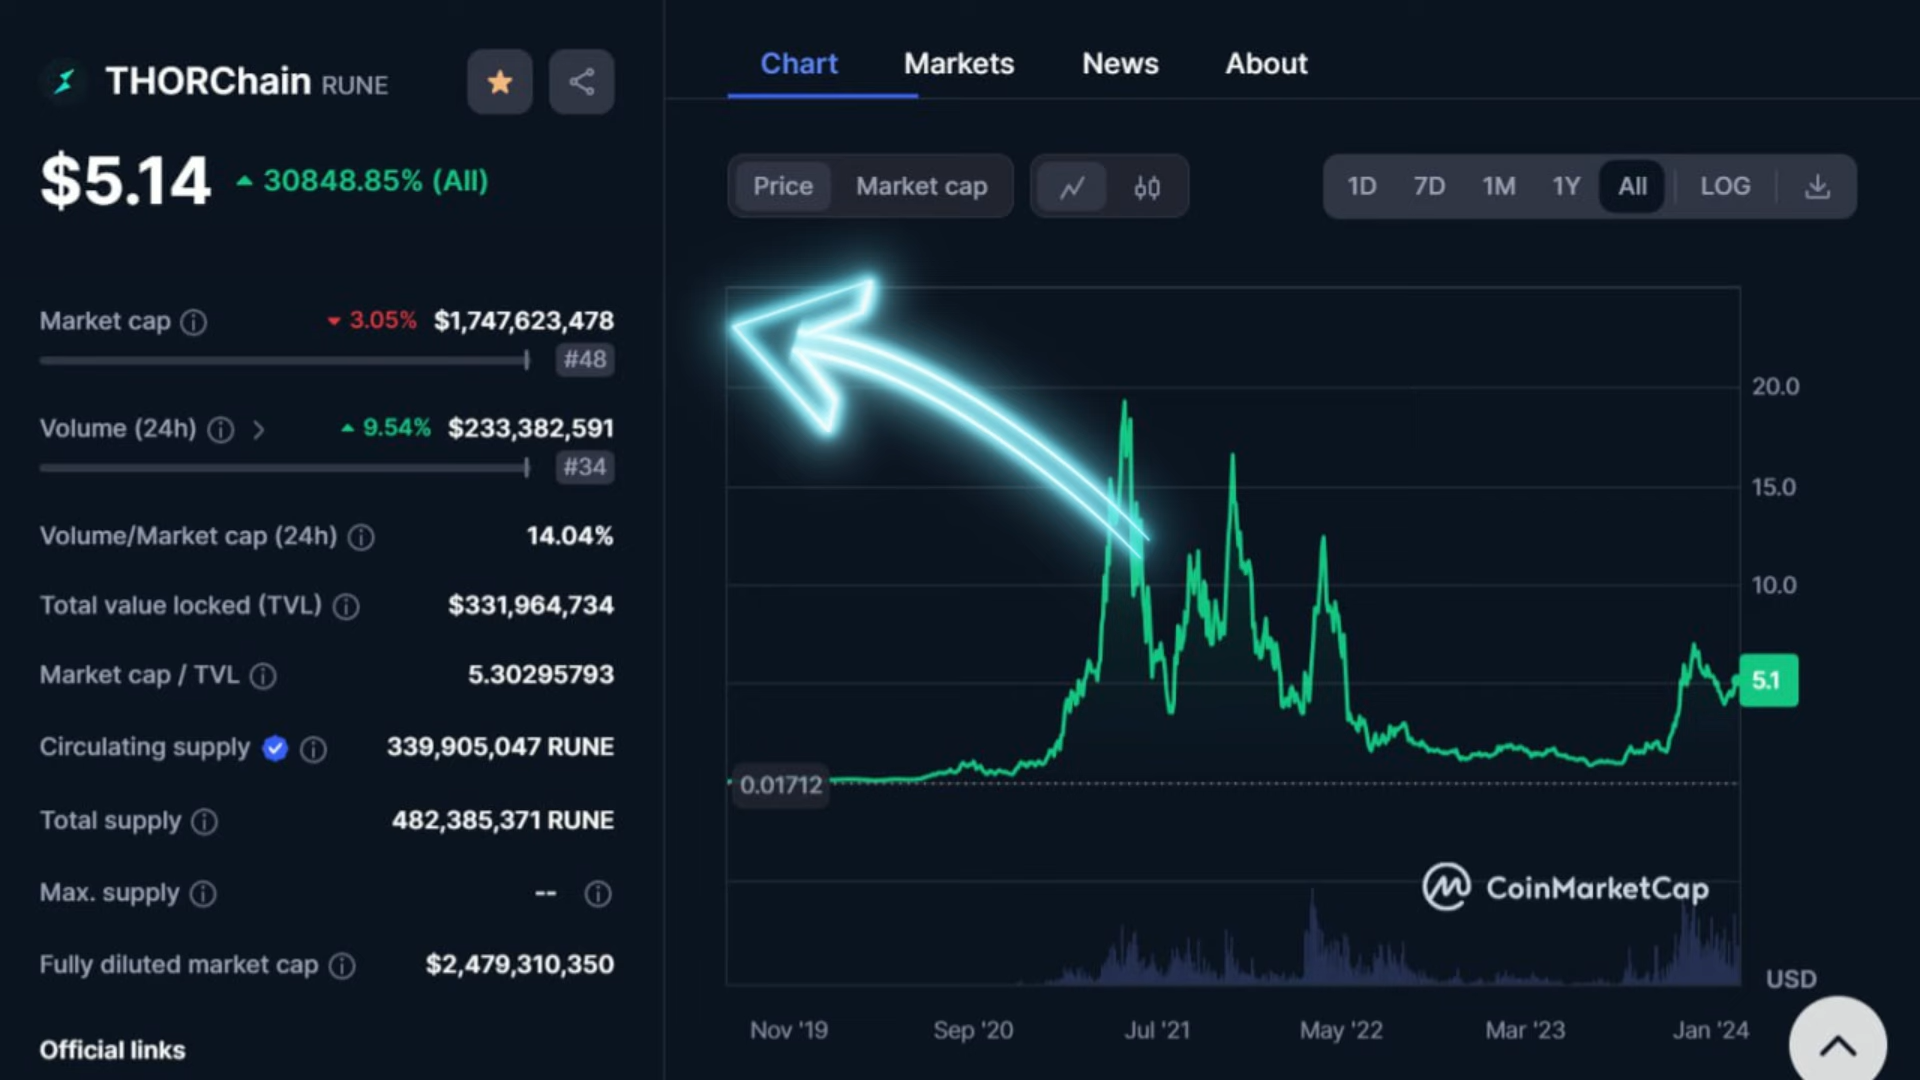 THORChain RUNE
$5.14 30848.85% (All)
Market cap 3.05% $1,747,623,478
#48
Volume (24h) 9.54% $233,382,591
#34
Volume/Market cap (24h) 14.04%
Total value locked (TVL) $331,964,734
Market cap / TVL 5.30295793
Circulating supply 339,905,047 RUNE
Total supply 482,385,371 RUNE
Max. supply --
Fully diluted market cap $2,479,310,350
Official links
Chart Markets News About
Price Market cap 1D 7D 1M 1Y All LOG
20.0
15.0
10.0
5.1
0.01712
CoinMarketCap
USD
Nov '19 Sep '20 Jul '21 May '22 Mar '23 Jan '24